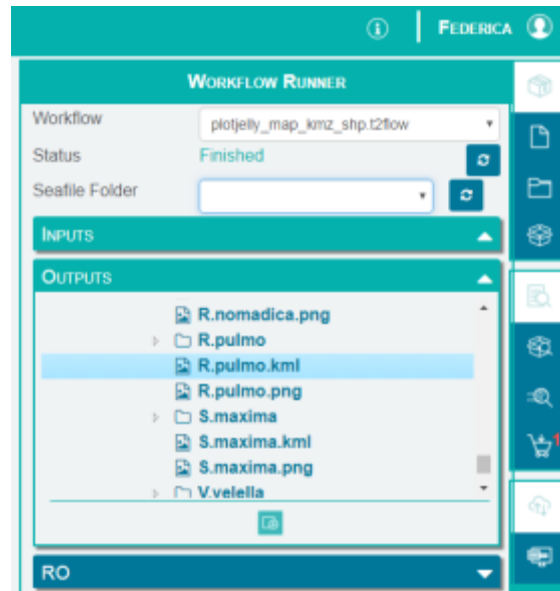 FEDERICA
WORKFLOW RUNNER
Workflow
plotjelly_map_kmz_shp.t2flow
Status
Finished
Seafile Folder
INPUTS
OUTPUTS
R.nomadica.png
R.pulmo
R.pulmo.kml
R.pulmo.png
S.maxima
S.maxima.kml
S.maxima.png
V.velella
RO
1